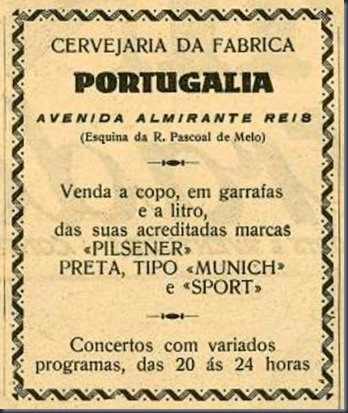 CERVEJARIA DA FABRICA
PORTUGALIA
AVENIDA ALMIRANTE REIS
(Esquina da R. Pascoal de Melo)
Venda a copo, em garrafas
e a litro,
das suas acreditadas marcas
«PILSENER»
PRETA, TIPO «MUNICH»
e «SPORT»
Concertos com variados
programas, das 20 ás 24 horas